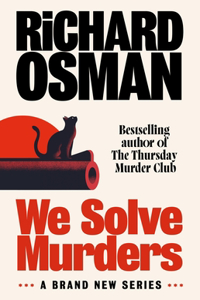 RiCHARD
OSMAN
Bestselling
author of
The Thursday
Murder Club
We Solve
Murders
••• A BRAND NEW SERIES •••